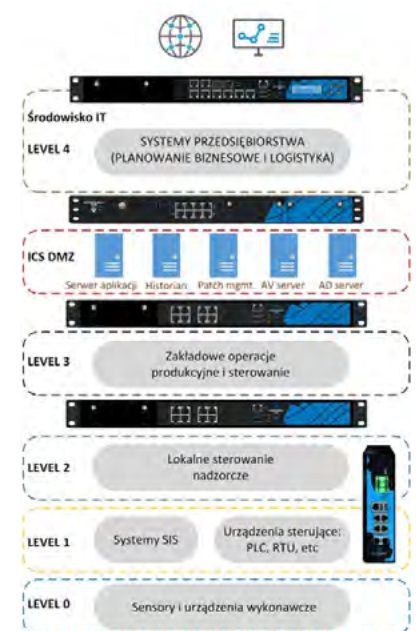 Środowisko IT
LEVEL 4
SYSTEMY PRZEDSIĘBIORSTWA
(PLANOWANIE BIZNESOWE I LOGISTYKA)
ICS DMZ
Serwer aplikacji Historian Patch mgmt. AV server AD server
LEVEL 3
Zakładowe operacje
produkcyjne i sterowanie
LEVEL 2
Lokalne sterowanie
nadzorcze
LEVEL 1
Systemy SIS
Urządzenia sterujące:
PLC, RTU, etc
LEVEL 0
Sensory i urządzenia wykonawcze